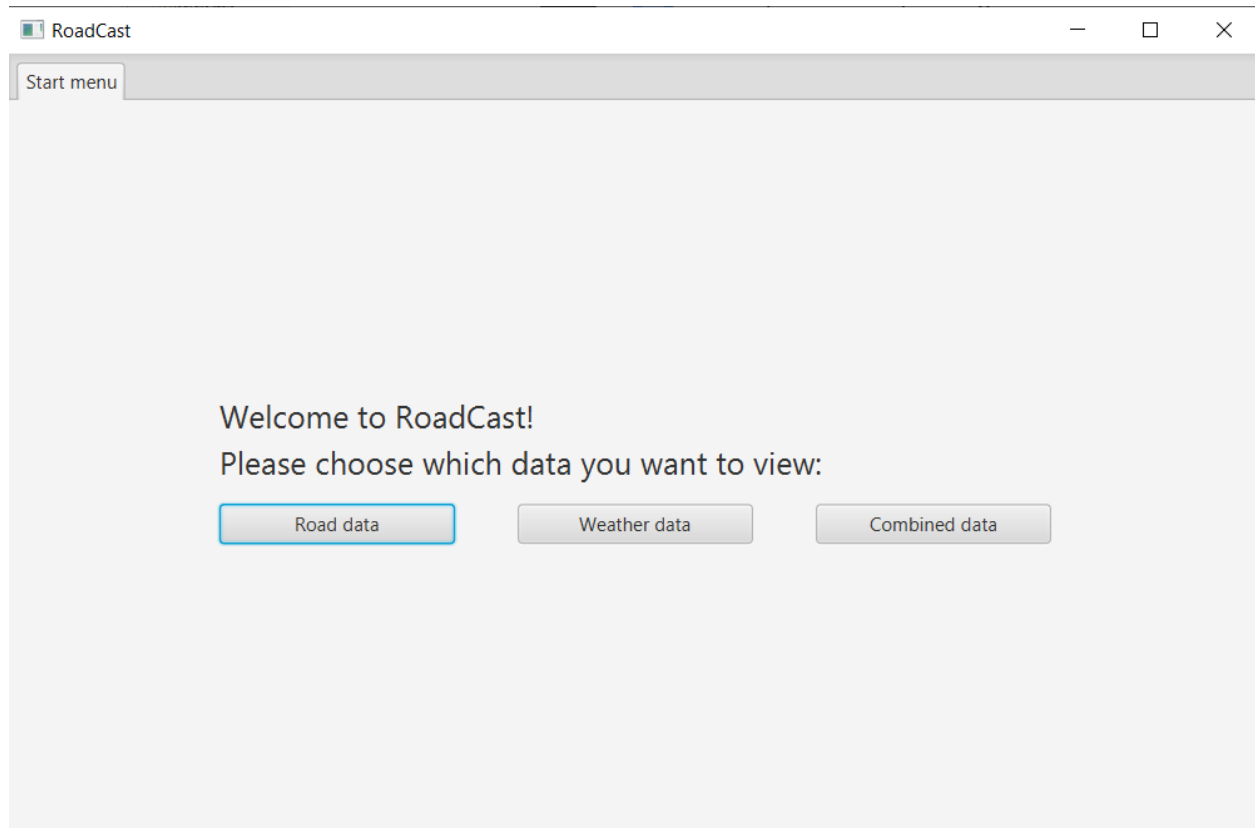 RoadCast
Start menu
Welcome to RoadCast!
Please choose which data you want to view:
Road data Weather data Combined data